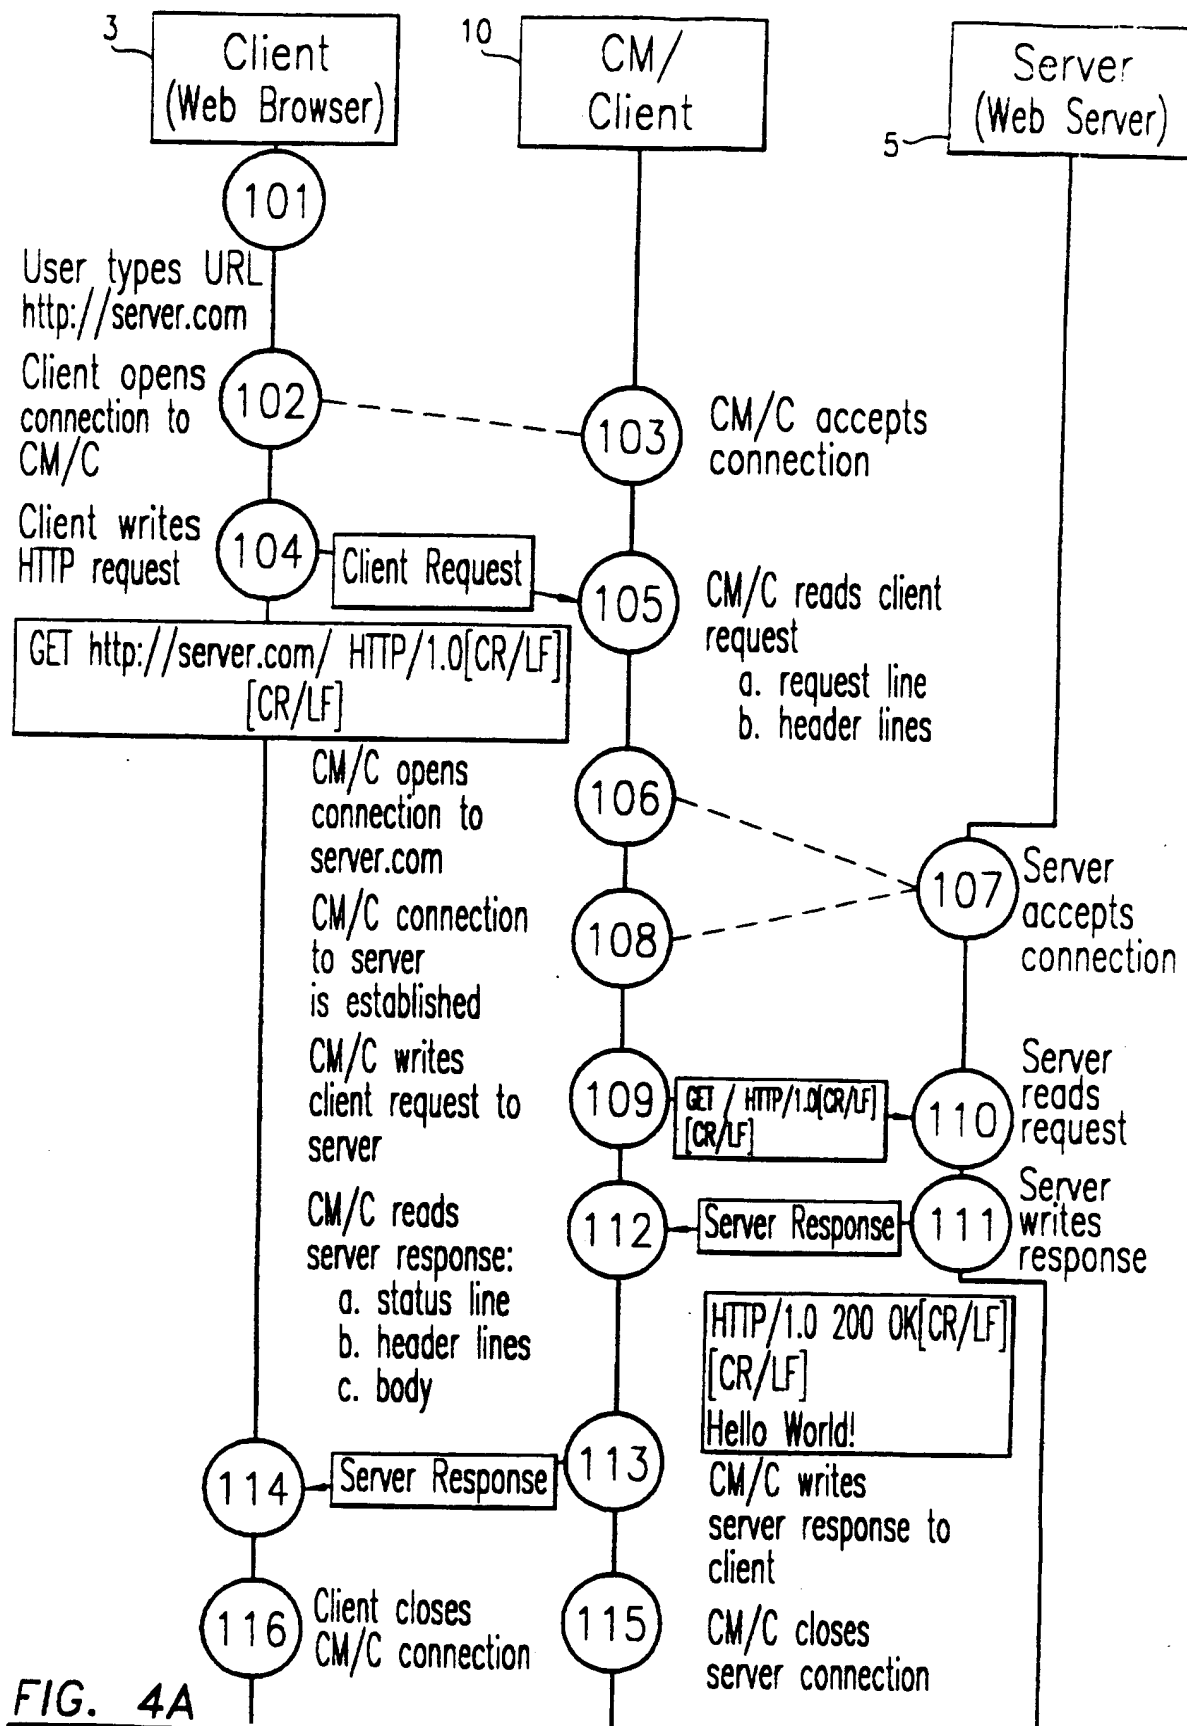 3
Client
(Web Browser)
10
CM/
Client
5
Server
(Web Server)
101
User types URL
http://server.com
Client opens
connection to
CM/C
102
103
CM/C accepts
connection
Client writes
HTTP request
104
Client Request
105
CM/C reads client
request
a. request line
b. header lines
GET http://server.com/ HTTP/1.0[CR/LF]
[CR/LF]
CM/C opens
connection to
server.com
106
107
Server
accepts
connection
CM/C connection
to server
is established
108
CM/C writes
client request to
server
109
GET / HTTP/1.0[CR/LF]
[CR/LF]
110
Server
reads
request
CM/C reads
server response:
a. status line
b. header lines
c. body
112
Server Response
111
Server
writes
response
HTTP/1.0 200 OK[CR/LF]
[CR/LF]
Hello World!
114
Server Response
113
CM/C writes
server response to
client
116
Client closes
CM/C connection
115
CM/C closes
server connection
FIG. 4A